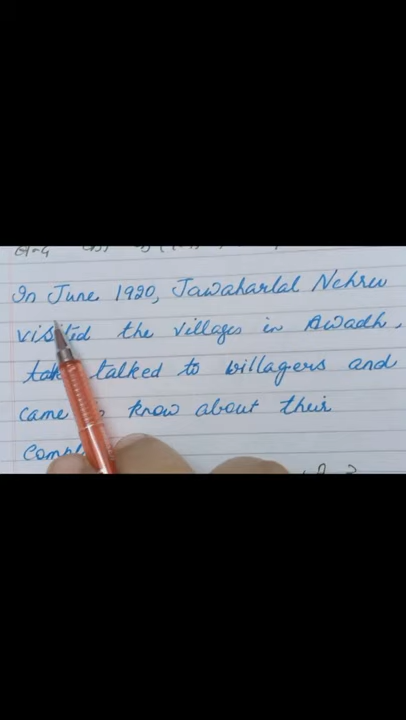 In June 1920, Jawaharlal Nehru
visited the villages in Awadh,
talked to villagers and
came know about their